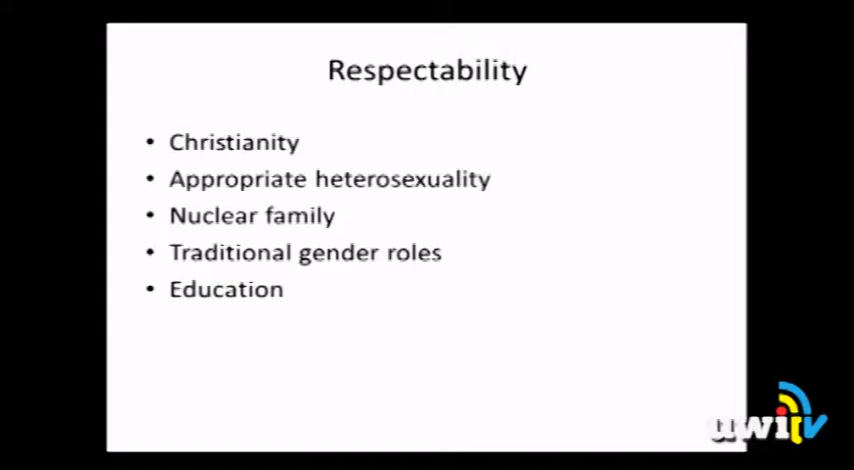 Respectability
• Christianity
• Appropriate heterosexuality
• Nuclear family
• Traditional gender roles
• Education
uwitv